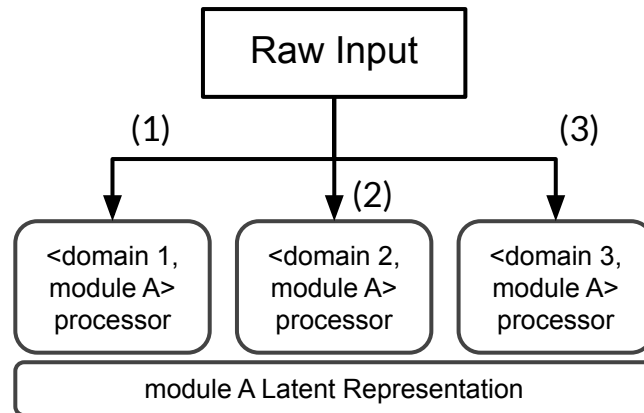 Raw Input
(1)
(3)
(2)
<domain 1,
module A>
processor
<domain 2,
module A>
processor
<domain 3,
module A>
processor
module A Latent Representation